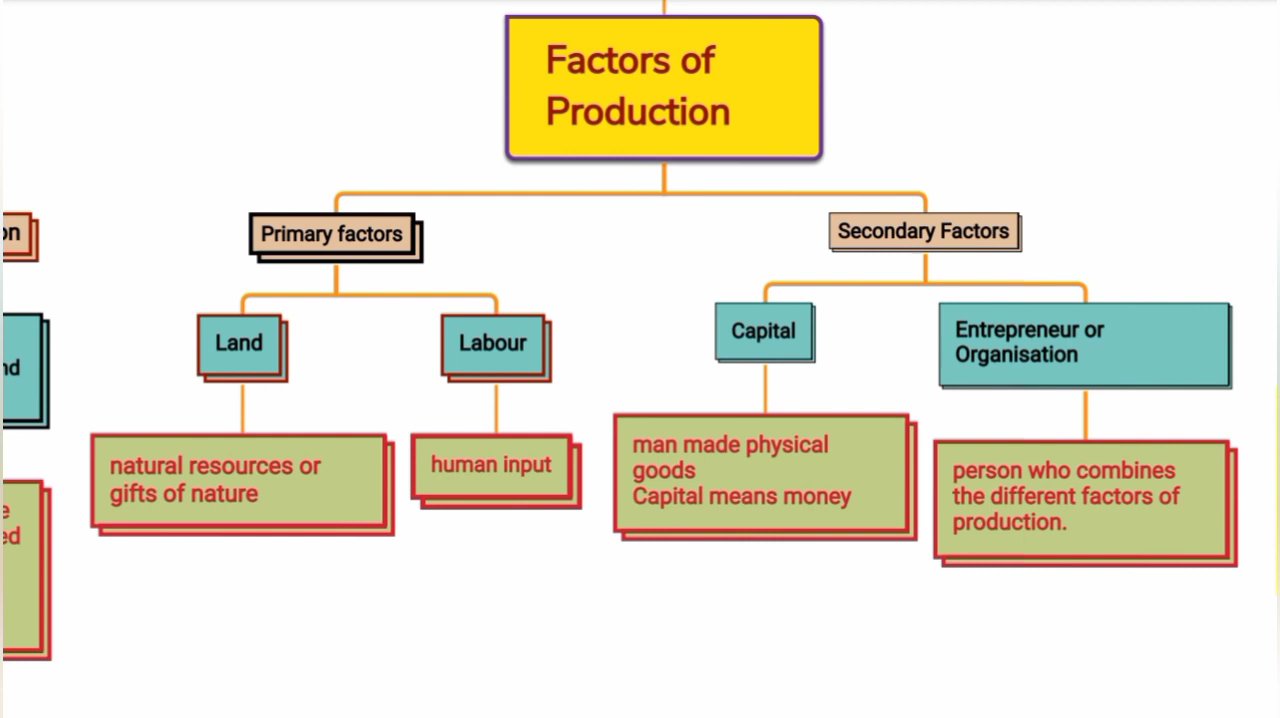 Factors of
Production
Primary factors
Secondary Factors
Land
Labour
Capital
Entrepreneur or
Organisation
natural resources or
gifts of nature
human input
man made physical
goods
Capital means money
person who combines
the different factors of
production.